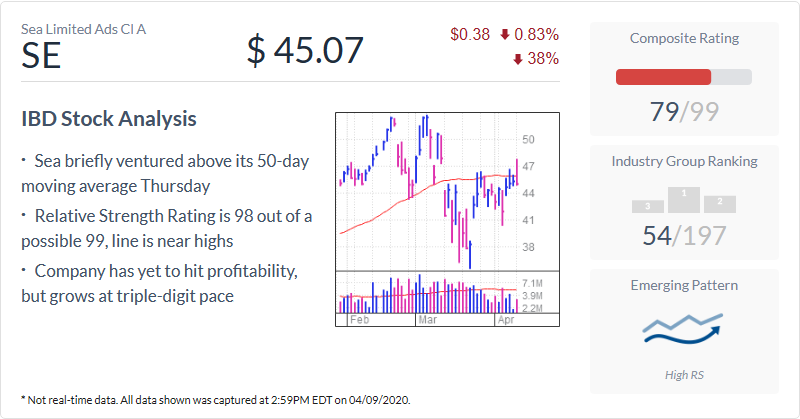 Sea Limited Ads Cl A
SE
$ 45.07
$0.38 0.83%
38%
IBD Stock Analysis
· Sea briefly ventured above its 50-day
moving average Thursday
· Relative Strength Rating is 98 out of a
possible 99, line is near highs
· Company has yet to hit profitability,
but grows at triple-digit pace
50
47
44
41
38
7.1M
3.9M
2.2M
Feb Mar Apr
Composite Rating
79/99
Industry Group Ranking
3 1 2
54/197
Emerging Pattern
High RS
* Not real-time data. All data shown was captured at 2:59PM EDT on 04/09/2020.